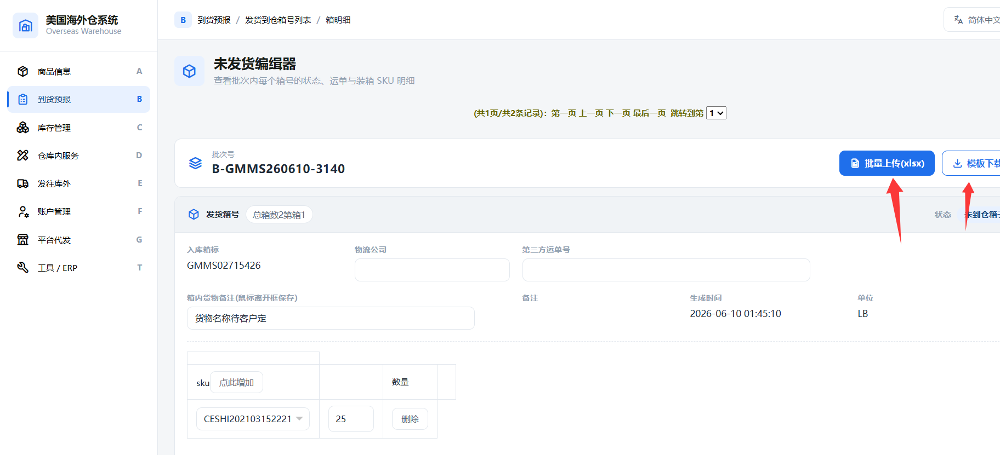 美国海外仓系统
Overseas Warehouse
商品信息 A
到货预报 B
库存管理 C
仓库内服务 D
发往库外 E
账户管理 F
平台代发 G
工具 / ERP T
B 到货预报 / 发货到仓箱号列表 / 箱明细
简体中文
未发货编缉器
查看批次内每个箱号的状态、运单与装箱 SKU 明细
(共1页/共2条记录)：第一页 上一页 下一页 最后一页 跳转到第 1
批次号
B-GMMS260610-3140
批量上传(xlsx)
模板下载
发货箱号 总箱数2第箱1
状态 未到仓箱子
入库箱标 物流公司 第三方运单号
GMMS02715426
箱内货物备注(鼠标离开框保存) 备注 生成时间 单位
货物名称待客户定 2026-06-10 01:45:10 LB
sku 点此增加 数量
CESHI202103152221 25 删除